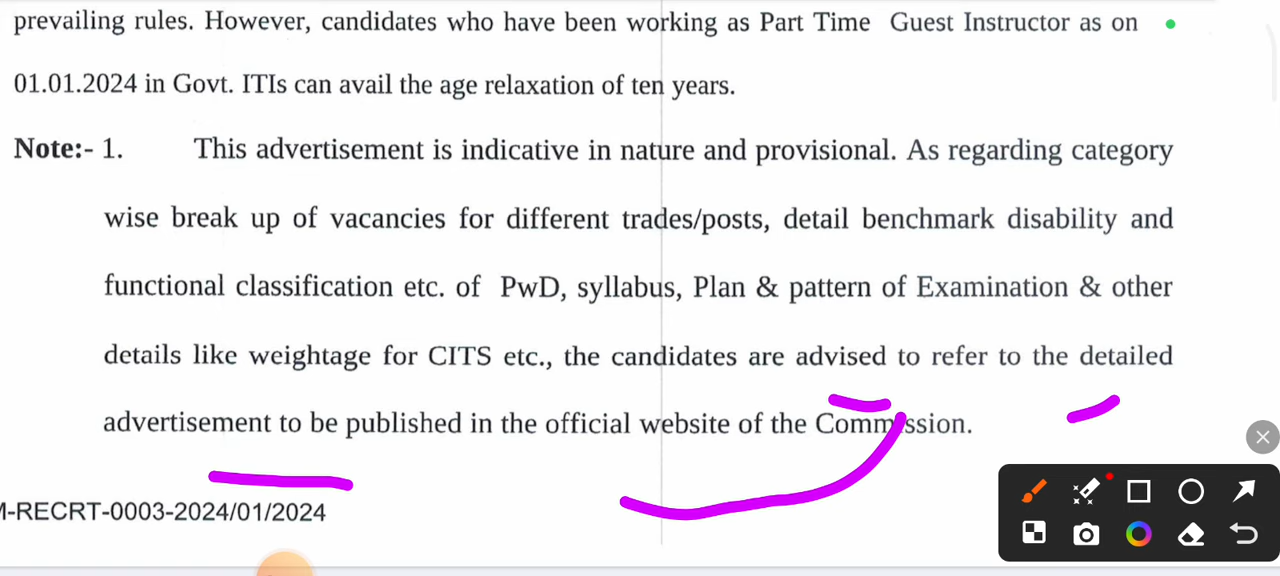 prevailing rules. However, candidates who have been working as Part Time Guest Instructor as on
01.01.2024 in Govt. ITIs can avail the age relaxation of ten years.
Note:- 1. This advertisement is indicative in nature and provisional. As regarding category
wise break up of vacancies for different trades/posts, detail benchmark disability and
functional classification etc. of PwD, syllabus, Plan & pattern of Examination & other
details like weightage for CITS etc., the candidates are advised to refer to the detailed
advertisement to be published in the official website of the Commission.
-RECRT-0003-2024/01/2024